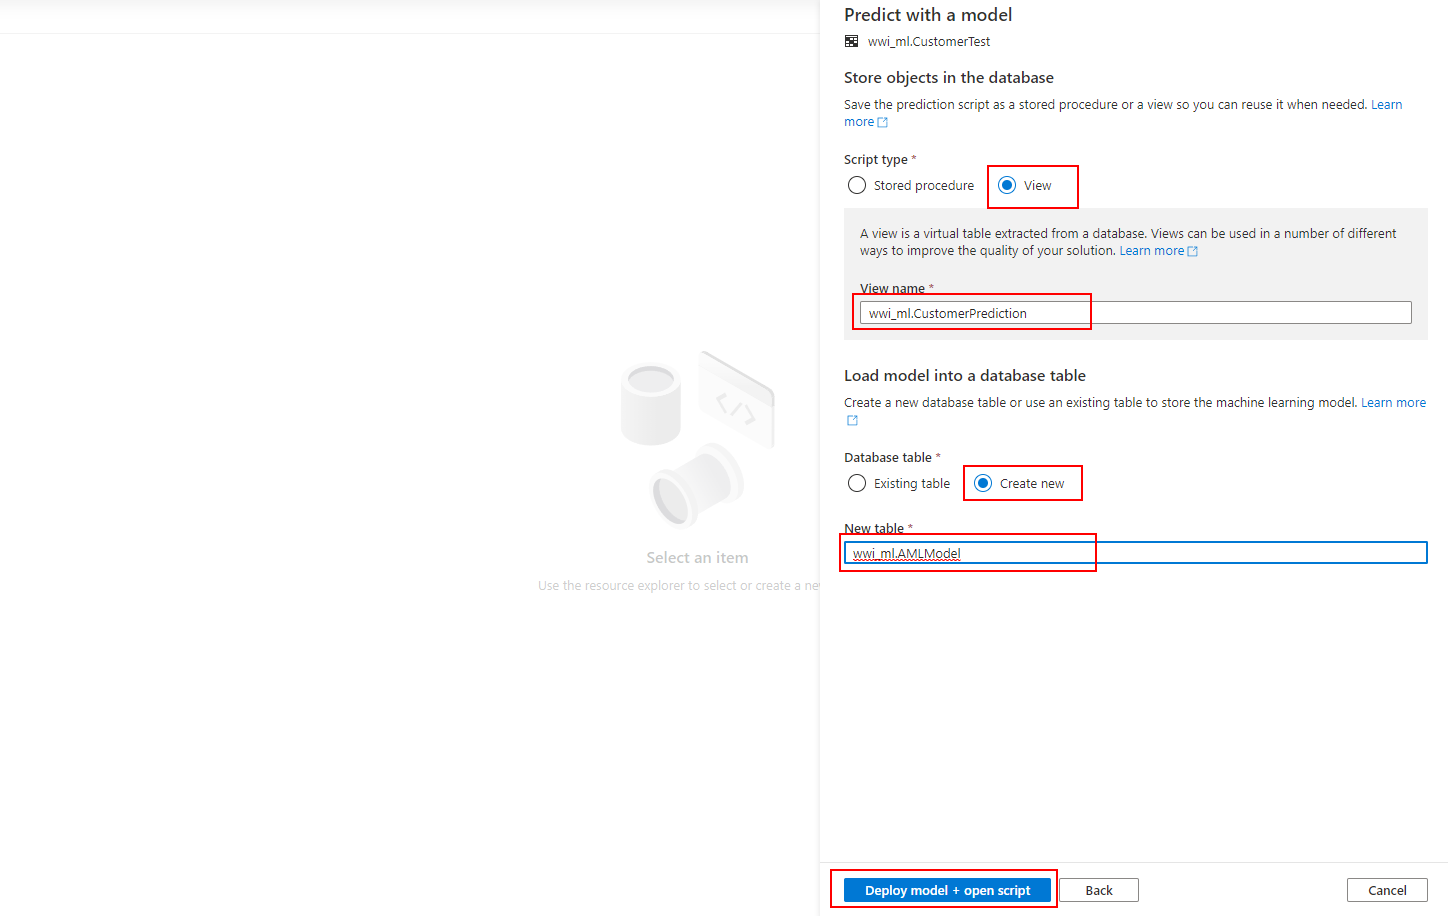 Predict with a model
wwi_ml.CustomerTest
Store objects in the database
Save the prediction script as a stored procedure or a view so you can reuse it when needed. Learn
more
Script type *
Stored procedure
View
A view is a virtual table extracted from a database. Views can be used in a number of different
ways to improve the quality of your solution. Learn more
View name *
wwi_ml.CustomerPrediction
Load model into a database table
Create a new database table or use an existing table to store the machine learning model. Learn more
Database table *
Existing table
Create new
New table *
wwi_ml.AMLModel
Select an item
Use the resource explorer to select or create a
Deploy model + open script
Back
Cancel